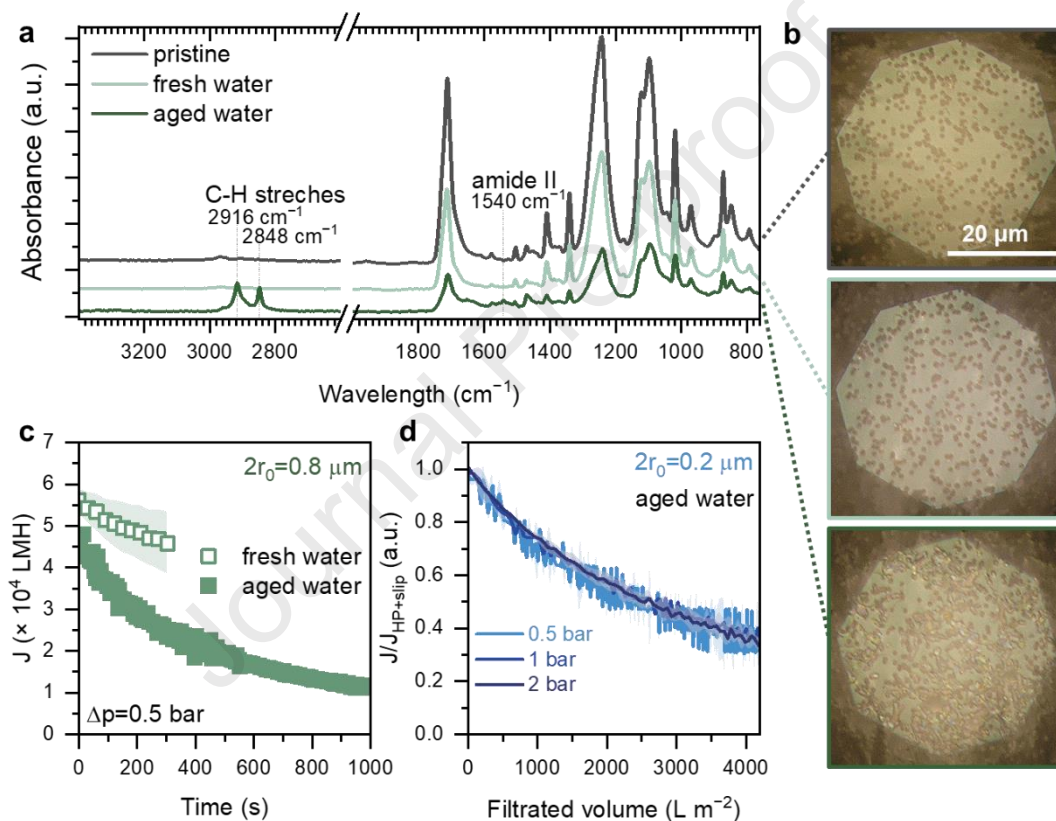 a
b
pristine
fresh water
aged water
Absorbance (a.u.)
C-H streches
2916 cm⁻¹
2848 cm⁻¹
amide II
1540 cm⁻¹
3200 3000 2800 1800 1600 1400 1200 1000 800
Wavelength (cm⁻¹)
20 µm
Journal Pre-proof
c
7
6
5
4
3
2
1
0
J (× 10⁴ LMH)
2r₀=0.8 µm
fresh water
aged water
Δp=0.5 bar
0 200 400 600 800 1000
Time (s)
d
1.0
0.8
0.6
0.4
0.2
0.0
J/J_HP+slip (a.u.)
2r₀=0.2 µm
aged water
0.5 bar
1 bar
2 bar
0 1000 2000 3000 4000
Filtrated volume (L m⁻²)